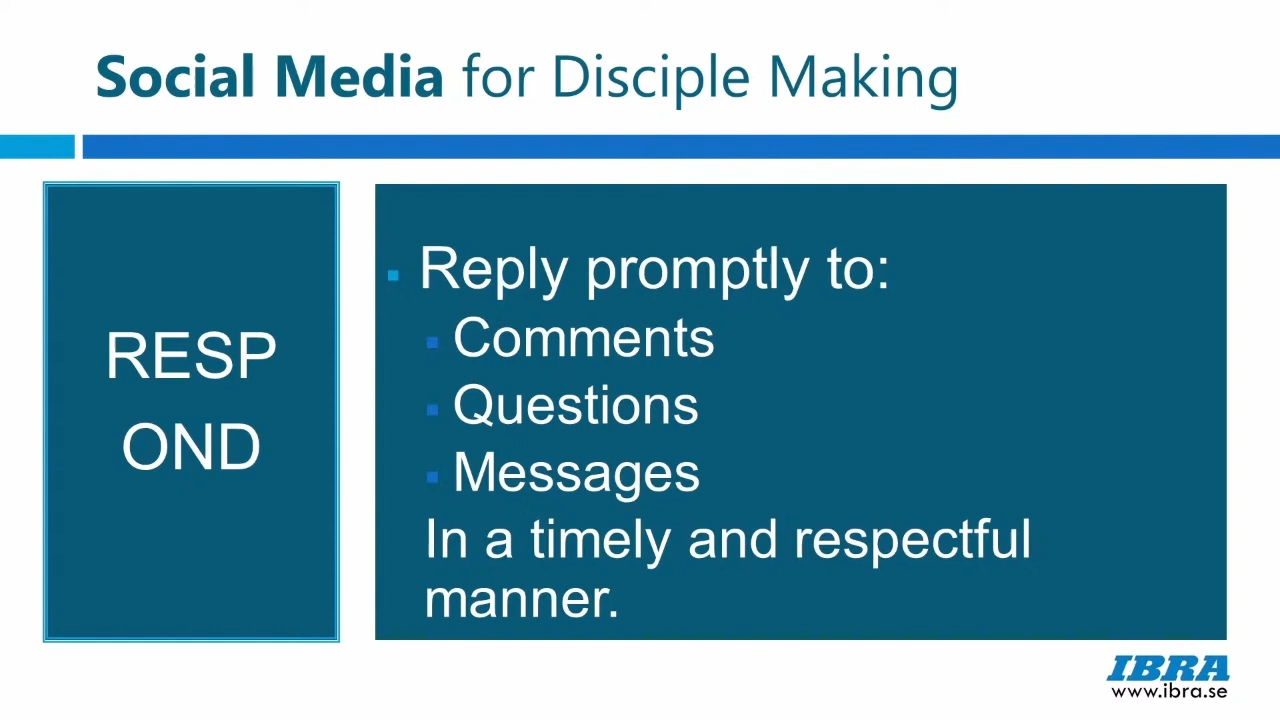 Social Media for Disciple Making
RESP
OND
Reply promptly to:
Comments
Questions
Messages
In a timely and respectful
manner.
IBRA
www.ibra.se